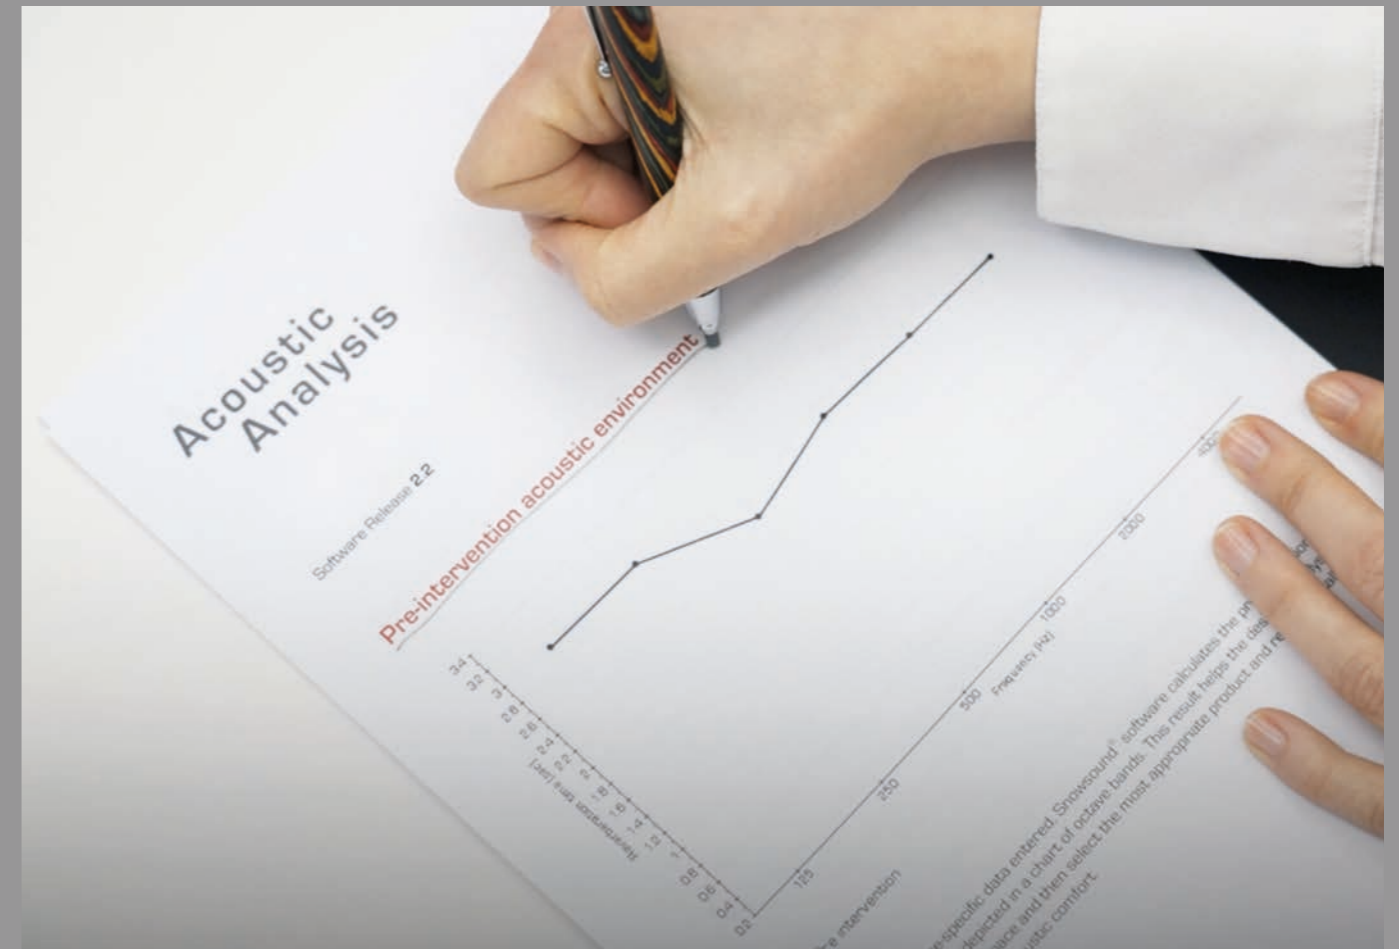 Acoustic
Analysis
Software Release 2.2
Pre-intervention acoustic environment
3.4
3.2
3
2.8
2.6
2.4
2.2
2
1.8
1.6
1.4
1.2
1
0.8
0.6
0.4
0.2
Reverberation time (sec)
125
250
500
1000
2000
4000
Frequency (Hz)
intervention
-specific data entered. Snowsound® software calculates the
depicted in a chart of octave bands. This result helps the
and then select the most appropriate product and
comfort.